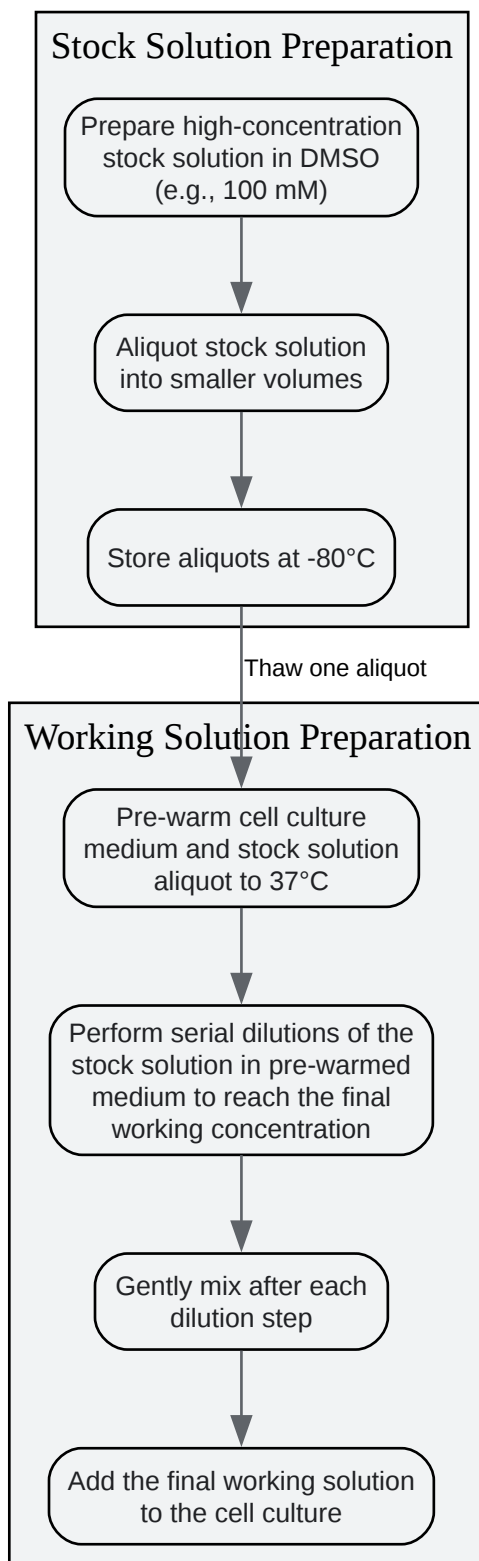 Stock Solution Preparation
Prepare high-concentration
stock solution in DMSO
(e.g., 100 mM)
Aliquot stock solution
into smaller volumes
Store aliquots at -80°C
Thaw one aliquot
Working Solution Preparation
Pre-warm cell culture
medium and stock solution
aliquot to 37°C
Perform serial dilutions of the
stock solution in pre-warmed
medium to reach the final
working concentration
Gently mix after each
dilution step
Add the final working solution
to the cell culture